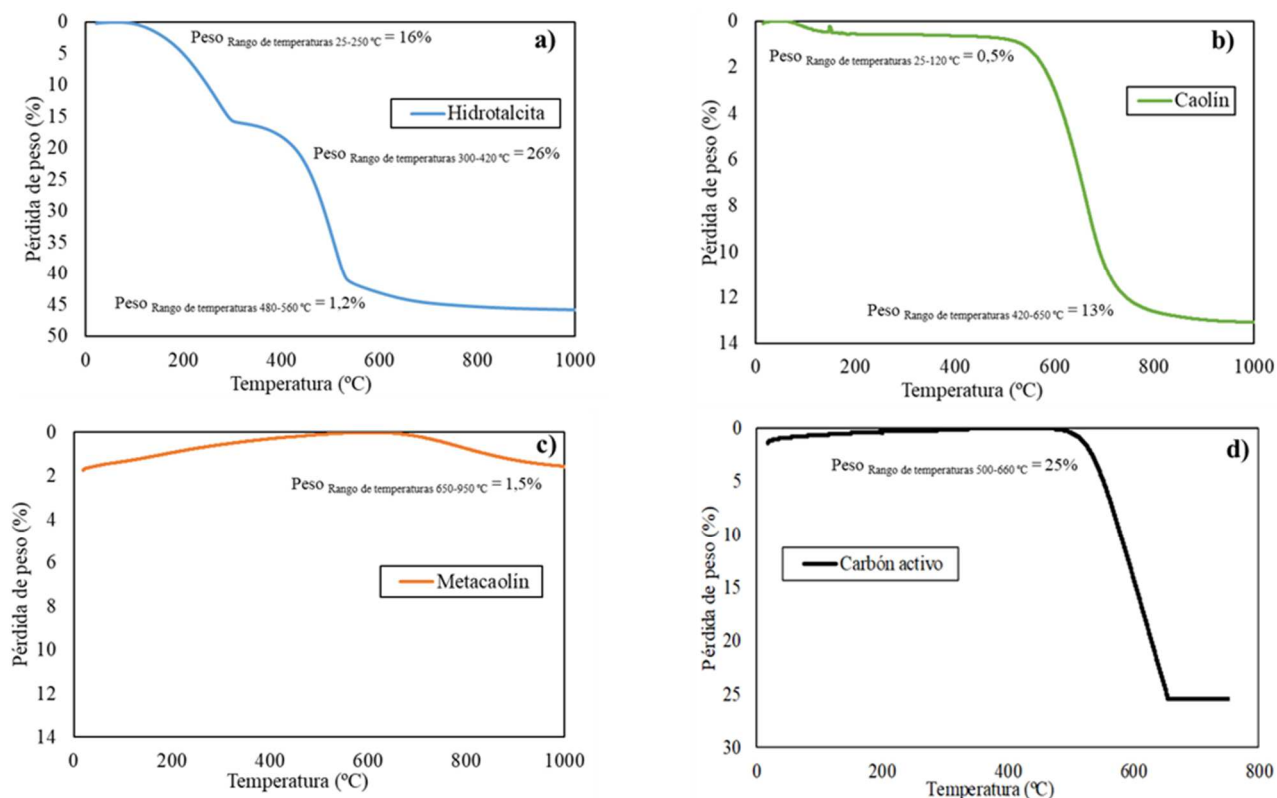 a)
Pérdida de peso (%)
0
5
10
15
20
25
30
35
40
45
50
Peso Rango de temperaturas 25-250 ºC = 16%
Hidrotalcita
Peso Rango de temperaturas 300-420 ºC = 26%
Peso Rango de temperaturas 480-560 ºC = 1,2%
0 200 400 600 800 1000
Temperatura (ºC)
b)
Pérdida de peso (%)
0
2
4
6
8
10
12
14
Peso Rango de temperaturas 25-120 ºC = 0,5%
Caolín
Peso Rango de temperaturas 420-650 ºC = 13%
0 200 400 600 800 1000
Temperatura (ºC)
c)
Pérdida de peso (%)
0
2
4
6
8
10
12
14
Peso Rango de temperaturas 650-950 ºC = 1,5%
Metacaolín
0 200 400 600 800 1000
Temperatura (ºC)
d)
Pérdida de peso (%)
0
5
10
15
20
25
30
Peso Rango de temperaturas 500-660 ºC = 25%
Carbón activo
0 200 400 600 800
Temperatura (ºC)